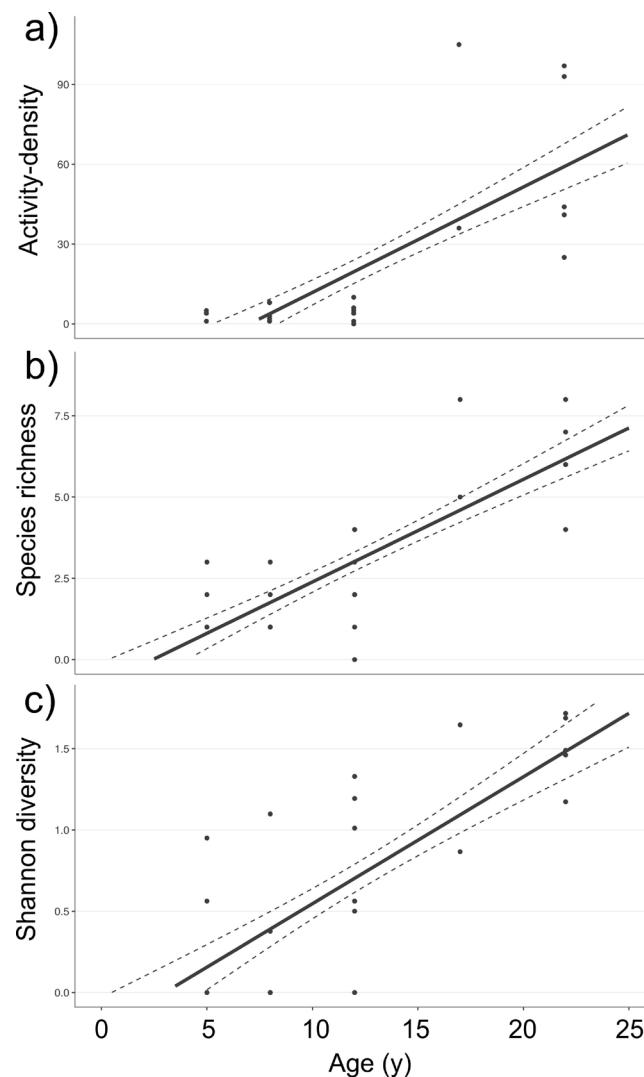 a)
Activity-density
90
60
30
0
b)
Species richness
7.5
5.0
2.5
0.0
c)
Shannon diversity
1.5
1.0
0.5
0.0
0 5 10 15 20 25
Age (y)